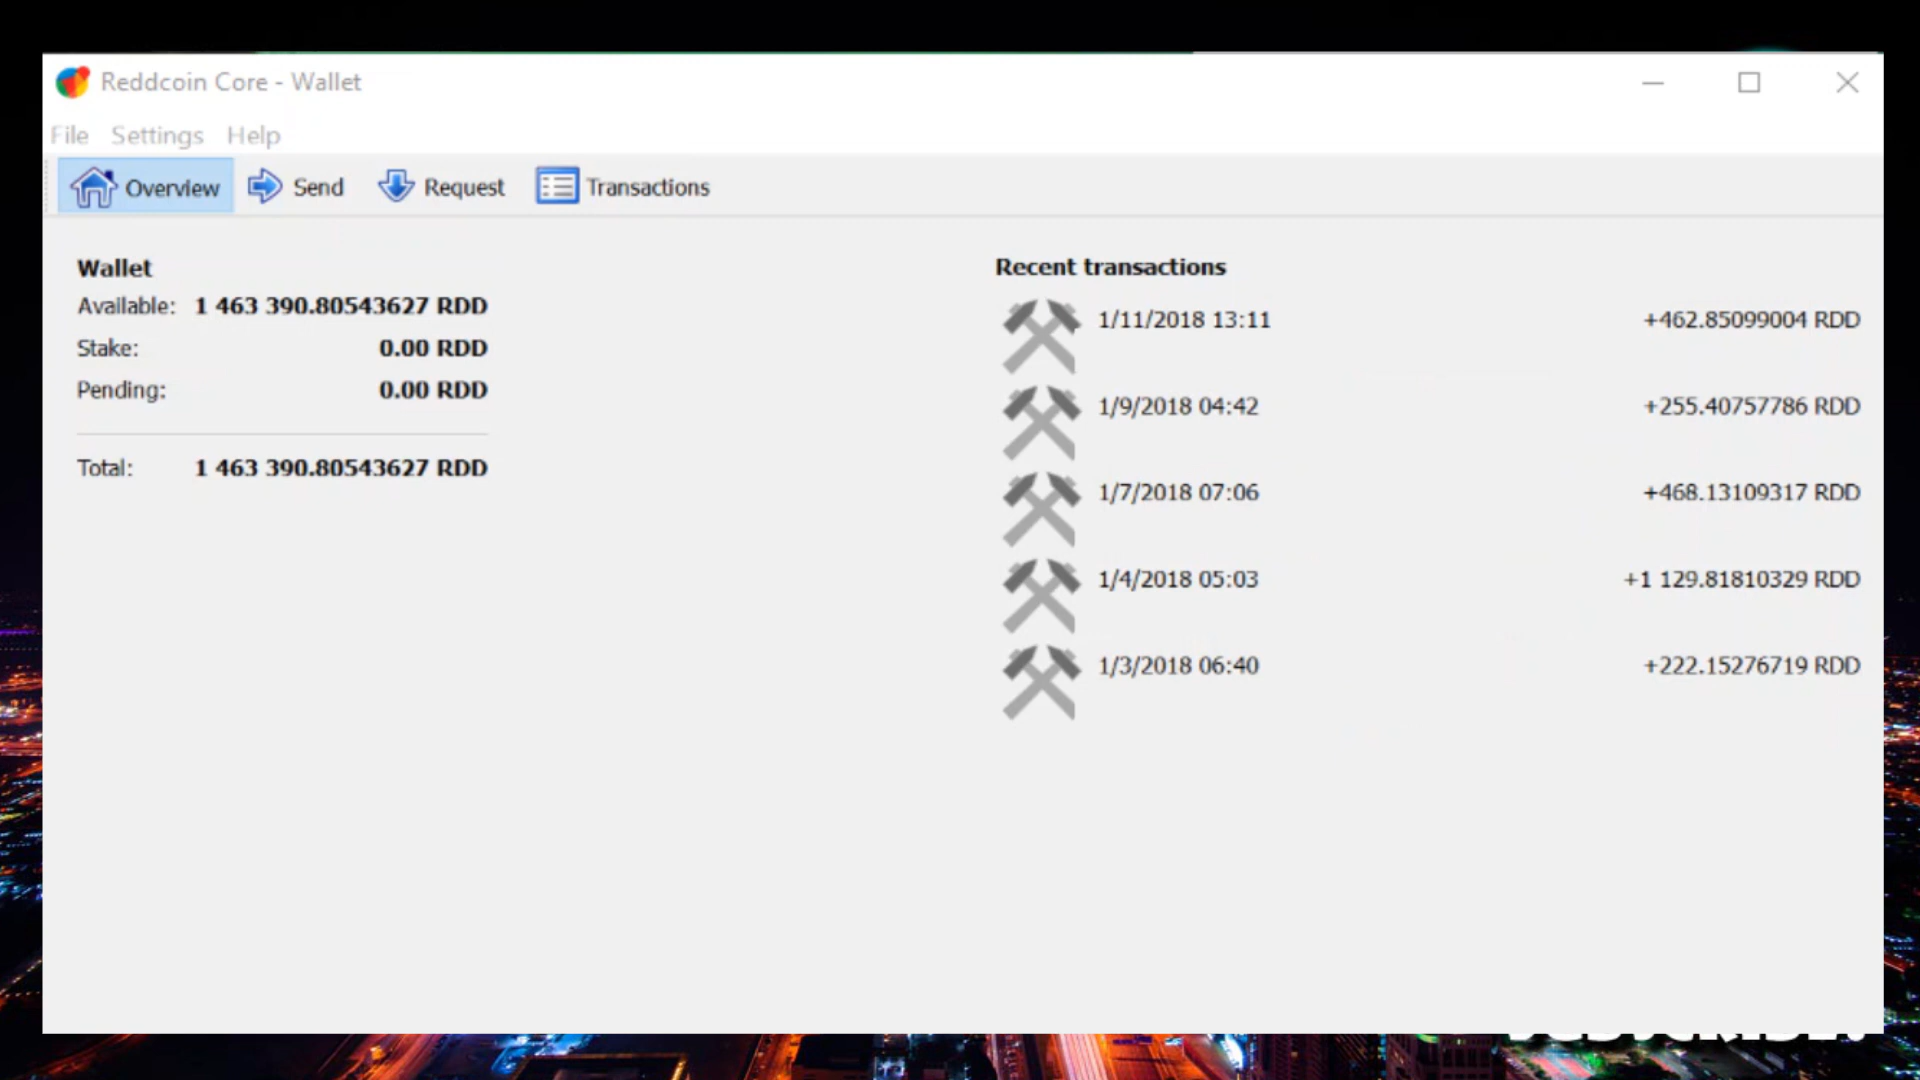 Reddcoin Core - Wallet
File Settings Help
Overview Send Request Transactions
Wallet
Available: 1 463 390.80543627 RDD
Stake: 0.00 RDD
Pending: 0.00 RDD
Total: 1 463 390.80543627 RDD
Recent transactions
1/11/2018 13:11 +462.85099004 RDD
1/9/2018 04:42 +255.40757786 RDD
1/7/2018 07:06 +468.13109317 RDD
1/4/2018 05:03 +1 129.81810329 RDD
1/3/2018 06:40 +222.15276719 RDD